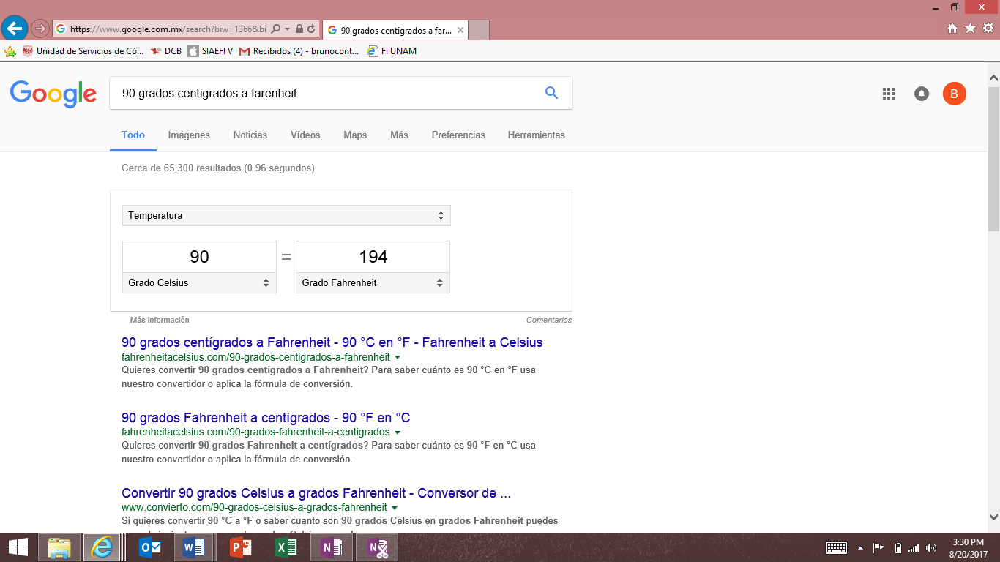 https://www.google.com.mx/search?biw=1366&bi
90 grados centigrados a far...
Unidad de Servicios de Có... DCB SIAEFI V Recibidos (4) - brunocont... FI UNAM
Google
90 grados centigrados a farenheit
B
Todo Imágenes Noticias Vídeos Maps Más Preferencias Herramientas
Cerca de 65,300 resultados (0.96 segundos)
Temperatura
90 = 194
Grado Celsius Grado Fahrenheit
Más información Comentarios
90 grados centígrados a Fahrenheit - 90 °C en °F - Fahrenheit a Celsius
fahrenheitacelsius.com/90-grados-centigrados-a-fahrenheit
Quieres convertir 90 grados centígrados a Fahrenheit? Para saber cuánto es 90 °C en °F usa
nuestro convertidor o aplica la fórmula de conversión.
90 grados Fahrenheit a centígrados - 90 °F en °C
fahrenheitacelsius.com/90-grados-fahrenheit-a-centigrados
Quieres convertir 90 grados Fahrenheit a centígrados? Para saber cuánto es 90 °F en °C usa
nuestro convertidor o aplica la fórmula de conversión.
Convertir 90 grados Celsius a grados Fahrenheit - Conversor de ...
www.convierto.com/90-grados-celsius-a-grados-fahrenheit
Si quieres convertir 90 °C a °F o saber cuanto son 90 grados Celsius en grados Fahrenheit puedes
3:30 PM
8/20/2017